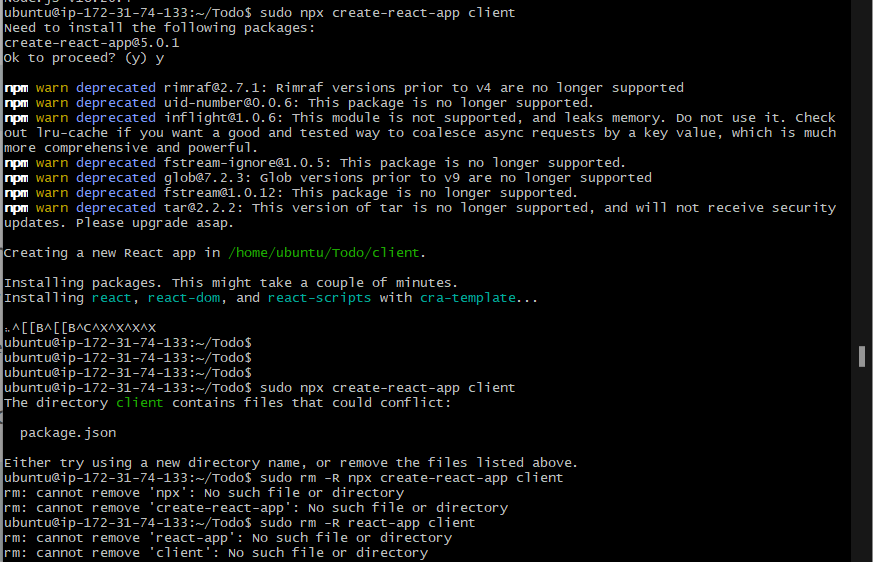 ubuntu@ip-172-31-74-133:~/Todo$ sudo npx create-react-app client
Need to install the following packages:
create-react-app@5.0.1
Ok to proceed? (y) y
npm warn deprecated rimraf@2.7.1: Rimraf versions prior to v4 are no longer supported
npm warn deprecated uid-number@0.0.6: This package is no longer supported.
npm warn deprecated inflight@1.0.6: This module is not supported, and leaks memory. Do not use it. Check
out lru-cache if you want a good and tested way to coalesce async requests by a key value, which is much
more comprehensive and powerful.
npm warn deprecated fstream-ignore@1.0.5: This package is no longer supported.
npm warn deprecated glob@7.2.3: Glob versions prior to v9 are no longer supported
npm warn deprecated fstream@1.0.12: This package is no longer supported.
npm warn deprecated tar@2.2.2: This version of tar is no longer supported, and will not receive security
updates. Please upgrade asap.
Creating a new React app in /home/ubuntu/Todo/client.
Installing packages. This might take a couple of minutes.
Installing react, react-dom, and react-scripts with cra-template...
^[[B^[[B^C^X^X^X^X
ubuntu@ip-172-31-74-133:~/Todo$
ubuntu@ip-172-31-74-133:~/Todo$
ubuntu@ip-172-31-74-133:~/Todo$
ubuntu@ip-172-31-74-133:~/Todo$ sudo npx create-react-app client
The directory client contains files that could conflict:
package.json
Either try using a new directory name, or remove the files listed above.
ubuntu@ip-172-31-74-133:~/Todo$ sudo rm -R npx create-react-app client
rm: cannot remove 'npx': No such file or directory
rm: cannot remove 'create-react-app': No such file or directory
ubuntu@ip-172-31-74-133:~/Todo$ sudo rm -R react-app client
rm: cannot remove 'react-app': No such file or directory
rm: cannot remove 'client': No such file or directory